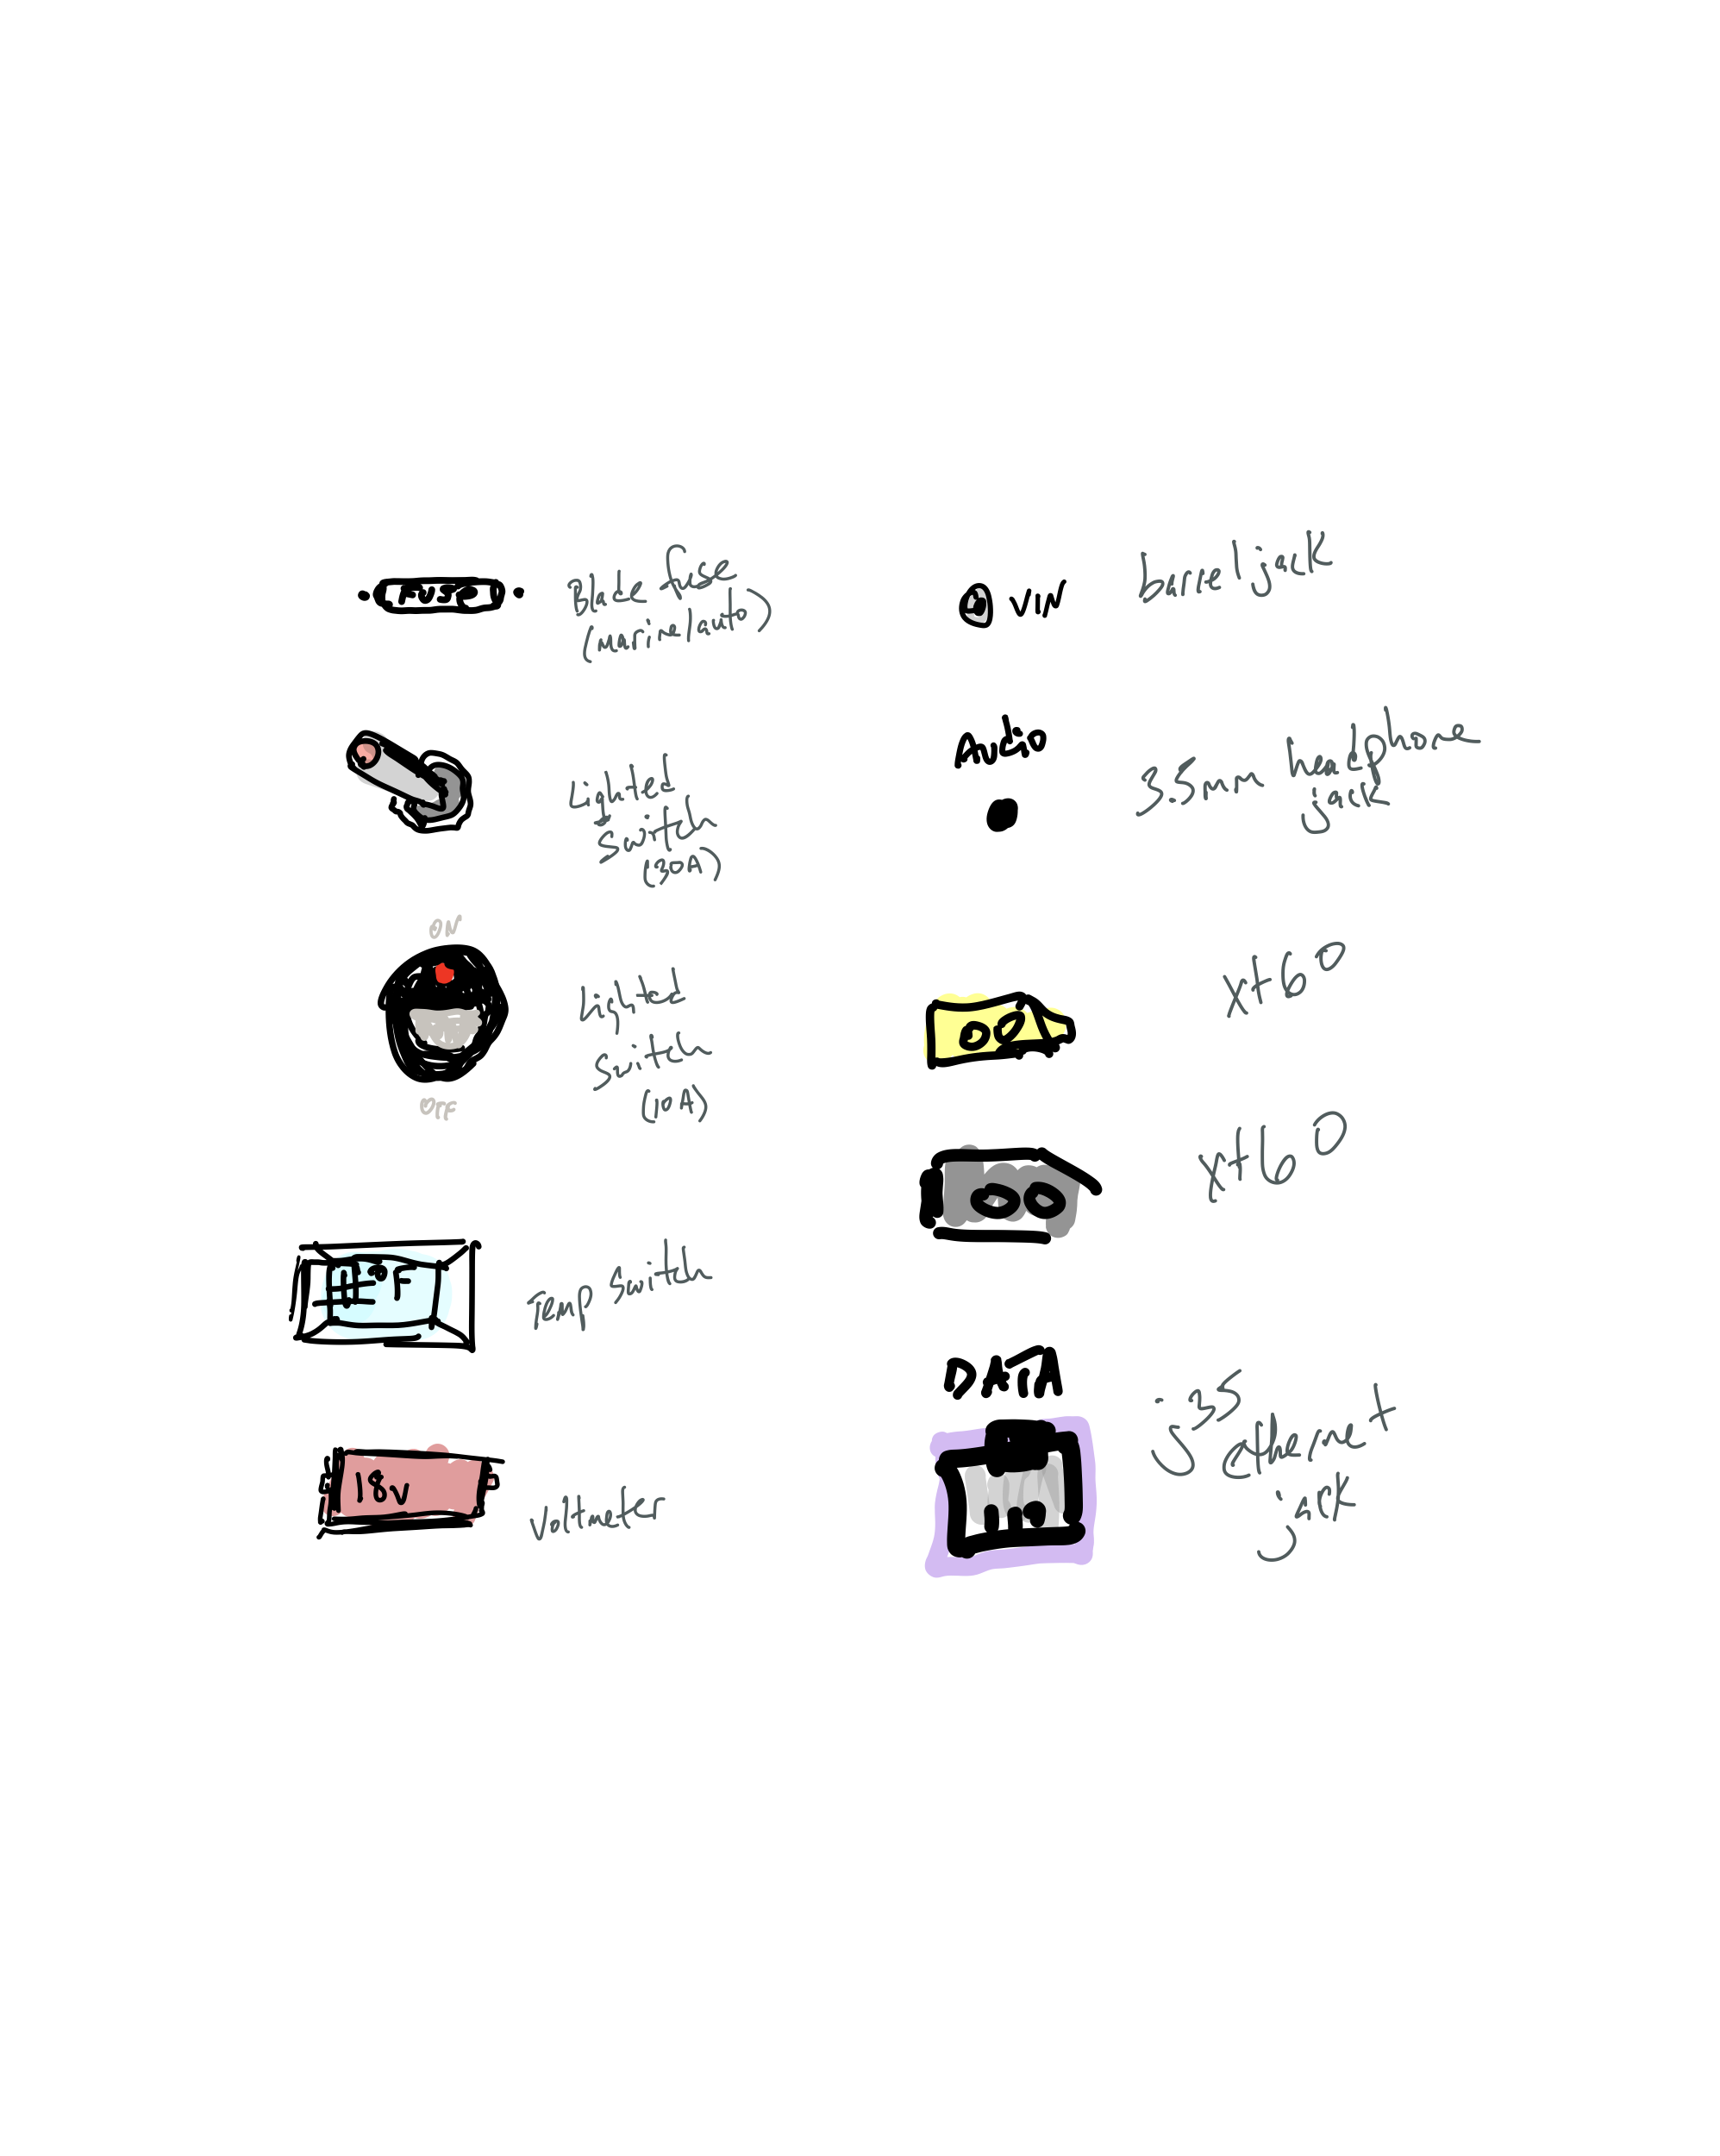 FUSE
Blade fuse
(marine/auto)
Lighted
Switch
(30A)
ON
OFF
Lighted
Switch
(10A)
#°F
Temp Switch
18v
Voltmeter
VIN
barrel jack
Audio
3.5mm headphone
jack
xt60
xt60
DATA
j35
ethernet
jack